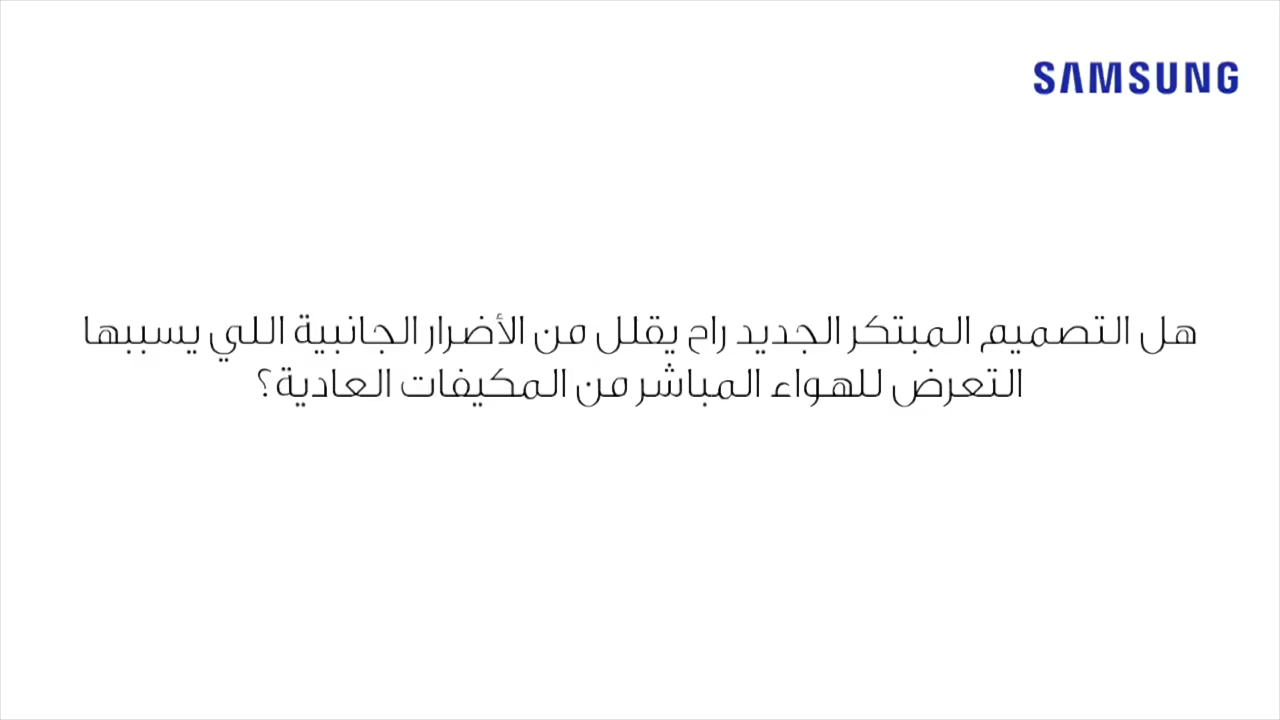 SAMSUNG
هل التصميم المبتكر الجديد راح يقلل من الأضرار الجانبية اللي يسببها
التعرض للهواء المباشر من المكيفات العادية؟